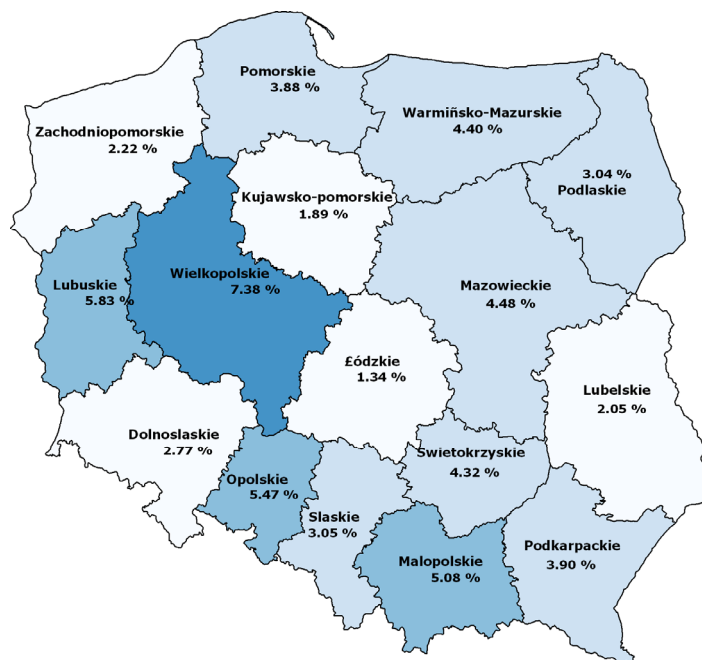 Pomorskie
3.88 %
Warmiñsko-Mazurskie
4.40 %
Zachodniopomorskie
2.22 %
3.04 %
Podlaskie
Kujawsko-pomorskie
1.89 %
Wielkopolskie
7.38 %
Lubuskie
5.83 %
Mazowieckie
4.48 %
£ódzkie
1.34 %
Lubelskie
2.05 %
Dolnoslaskie
2.77 %
Swietokrzyskie
4.32 %
Opolskie
5.47 %
Slaskie
3.05 %
Malopolskie
5.08 %
Podkarpackie
3.90 %